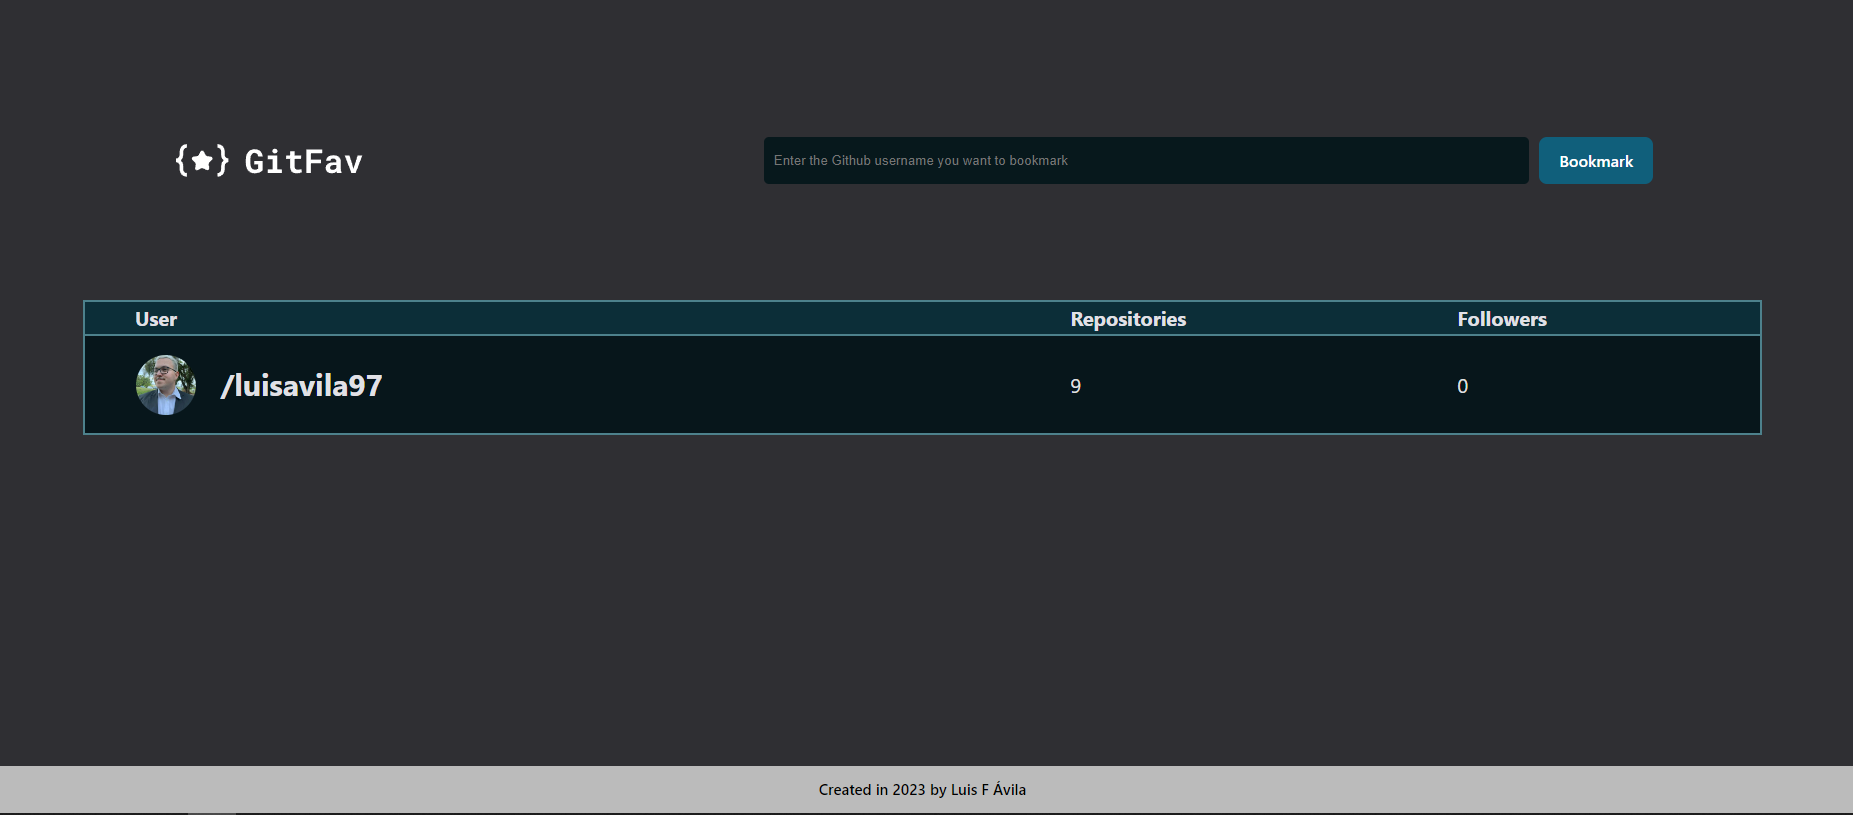 GitFav
Enter the Github username you want to bookmark
Bookmark
User Repositories Followers
/luisavila97 9 0
Created in 2023 by Luis F Ávila